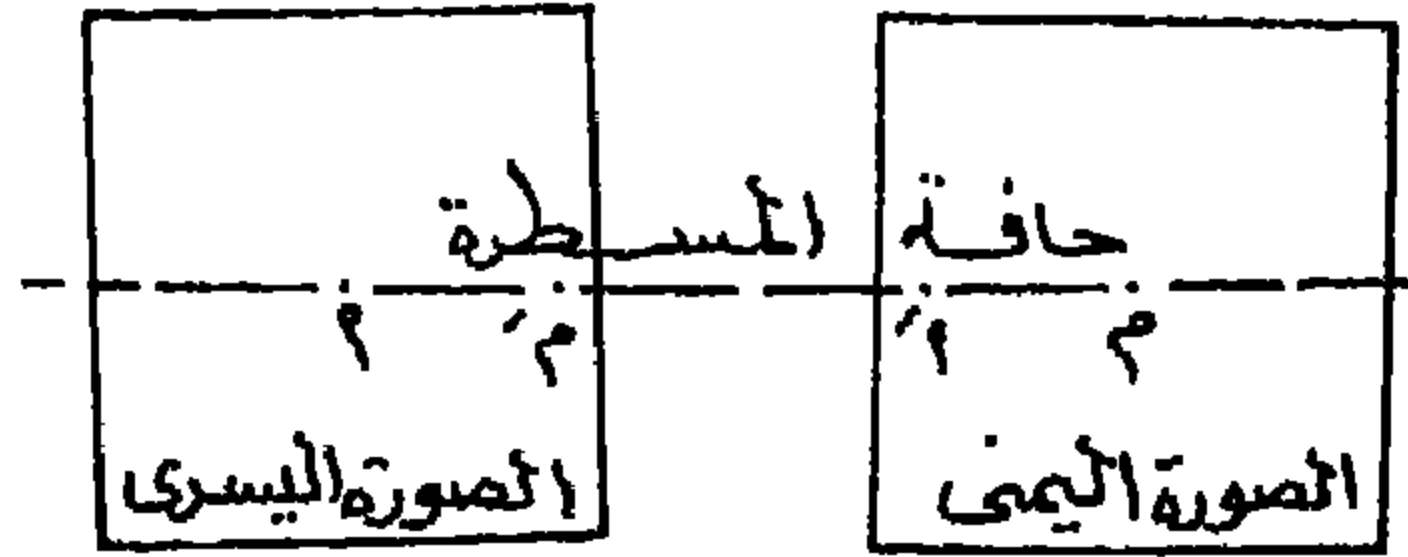 حافة المسطرة
م م′ م′ م
الصورة اليمنى الصورة اليسرى